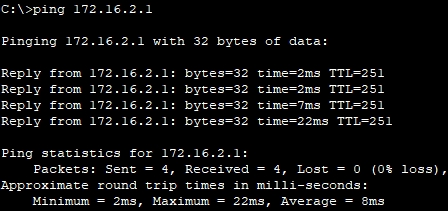 C:\>ping 172.16.2.1
Pinging 172.16.2.1 with 32 bytes of data:
Reply from 172.16.2.1: bytes=32 time=2ms TTL=251
Reply from 172.16.2.1: bytes=32 time=2ms TTL=251
Reply from 172.16.2.1: bytes=32 time=7ms TTL=251
Reply from 172.16.2.1: bytes=32 time=22ms TTL=251
Ping statistics for 172.16.2.1:
    Packets: Sent = 4, Received = 4, Lost = 0 (0% loss),
Approximate round trip times in milli-seconds:
    Minimum = 2ms, Maximum = 22ms, Average = 8ms